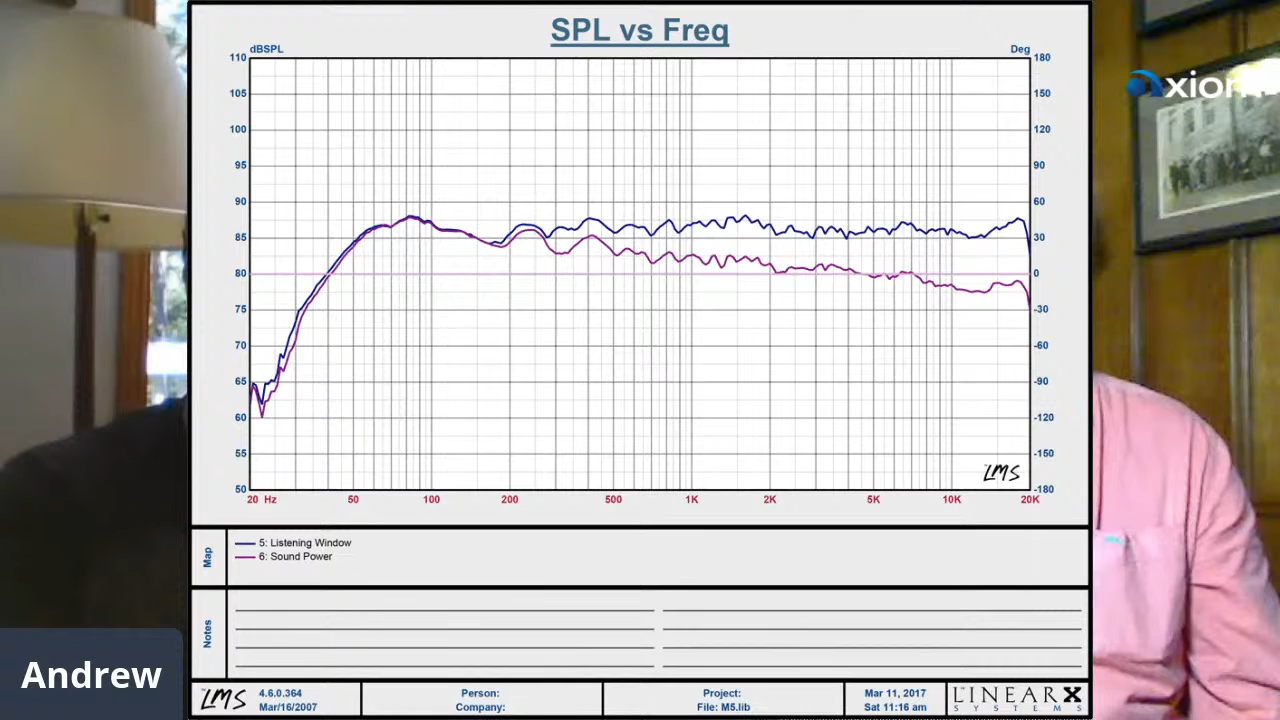 SPL vs Freq
dBSPL
Deg
110
105
100
95
90
85
80
75
70
65
60
55
50
180
150
120
90
60
30
0
-30
-60
-90
-120
-150
-180
20 Hz 50 100 200 500 1K 2K 5K 10K 20K
LMS
Map
5: Listening Window
6: Sound Power
Notes
LMS
4.6.0.364
Mar/16/2007
Person:
Company:
Project:
File: M5.lib
Mar 11, 2017
Sat 11:16 am
LINEARX
SYSTEMS
Andrew